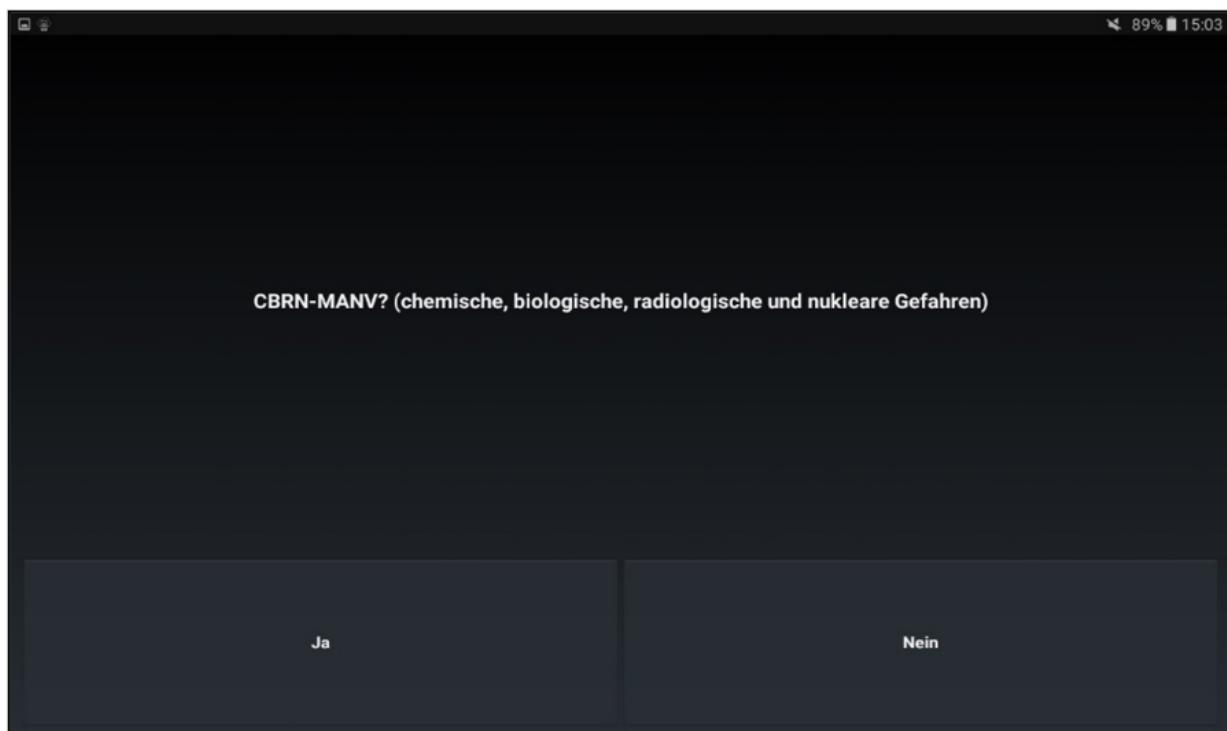 89% 15:03
CBRN-MANV? (chemische, biologische, radiologische und nukleare Gefahren)
Ja
Nein